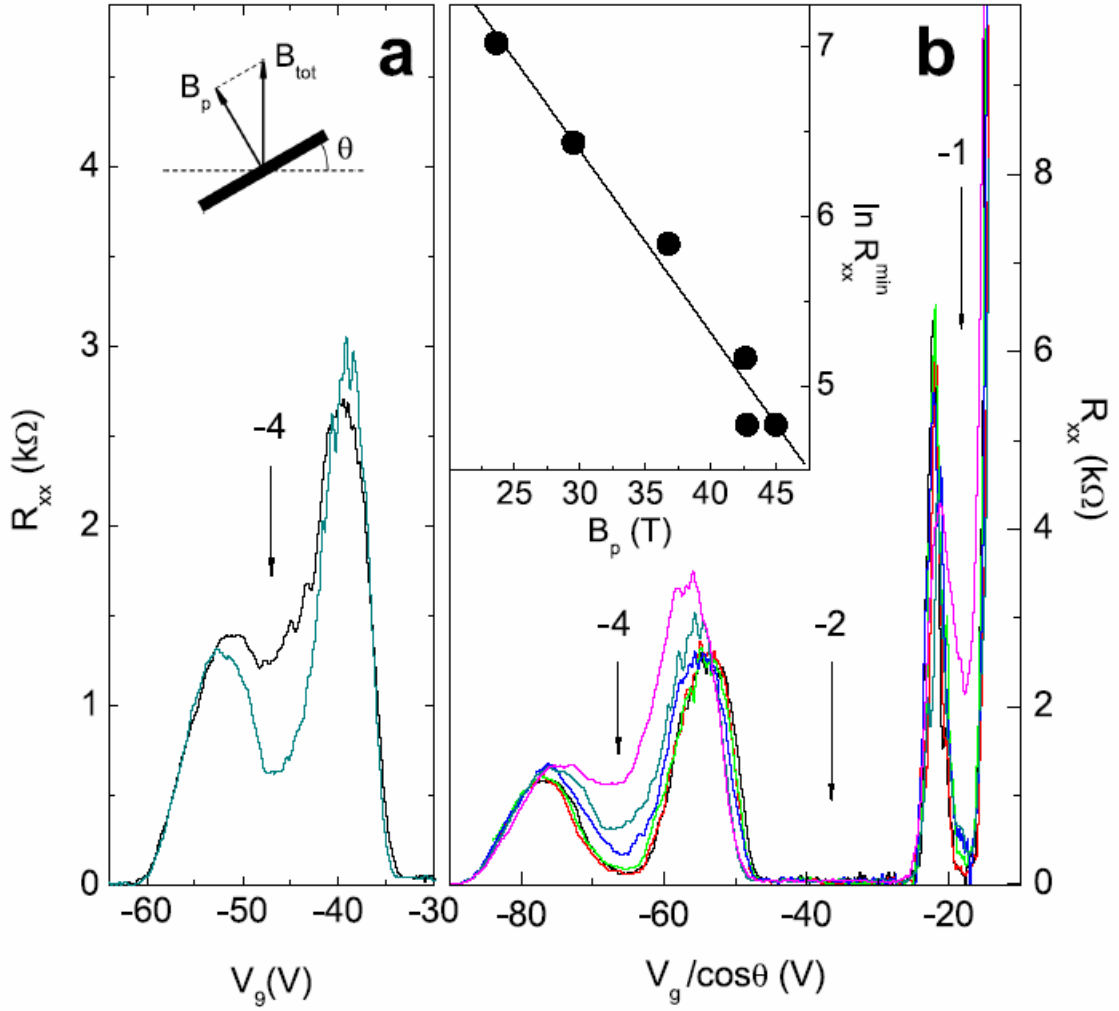 a
B_tot
B_p
θ
-4
R_xx (kΩ)
4
3
2
1
0
-60
-50
-40
-30
V_9(V)
b
7
6
5
ln R_xx^min
25
30
35
40
45
B_p (T)
-1
-4
-2
8
6
4
2
0
R_xx (kΩ)
-80
-60
-40
-20
V_g/cosθ (V)